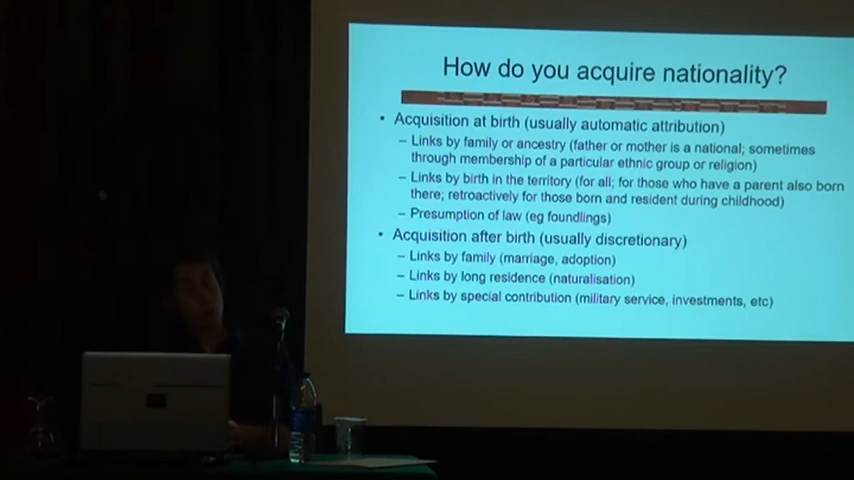 How do you acquire nationality?
• Acquisition at birth (usually automatic attribution)
– Links by family or ancestry (father or mother is a national; sometimes
through membership of a particular ethnic group or religion)
– Links by birth in the territory (for all; for those who have a parent also born
there; retroactively for those born and resident during childhood)
– Presumption of law (eg foundlings)
• Acquisition after birth (usually discretionary)
– Links by family (marriage, adoption)
– Links by long residence (naturalisation)
– Links by special contribution (military service, investments, etc)